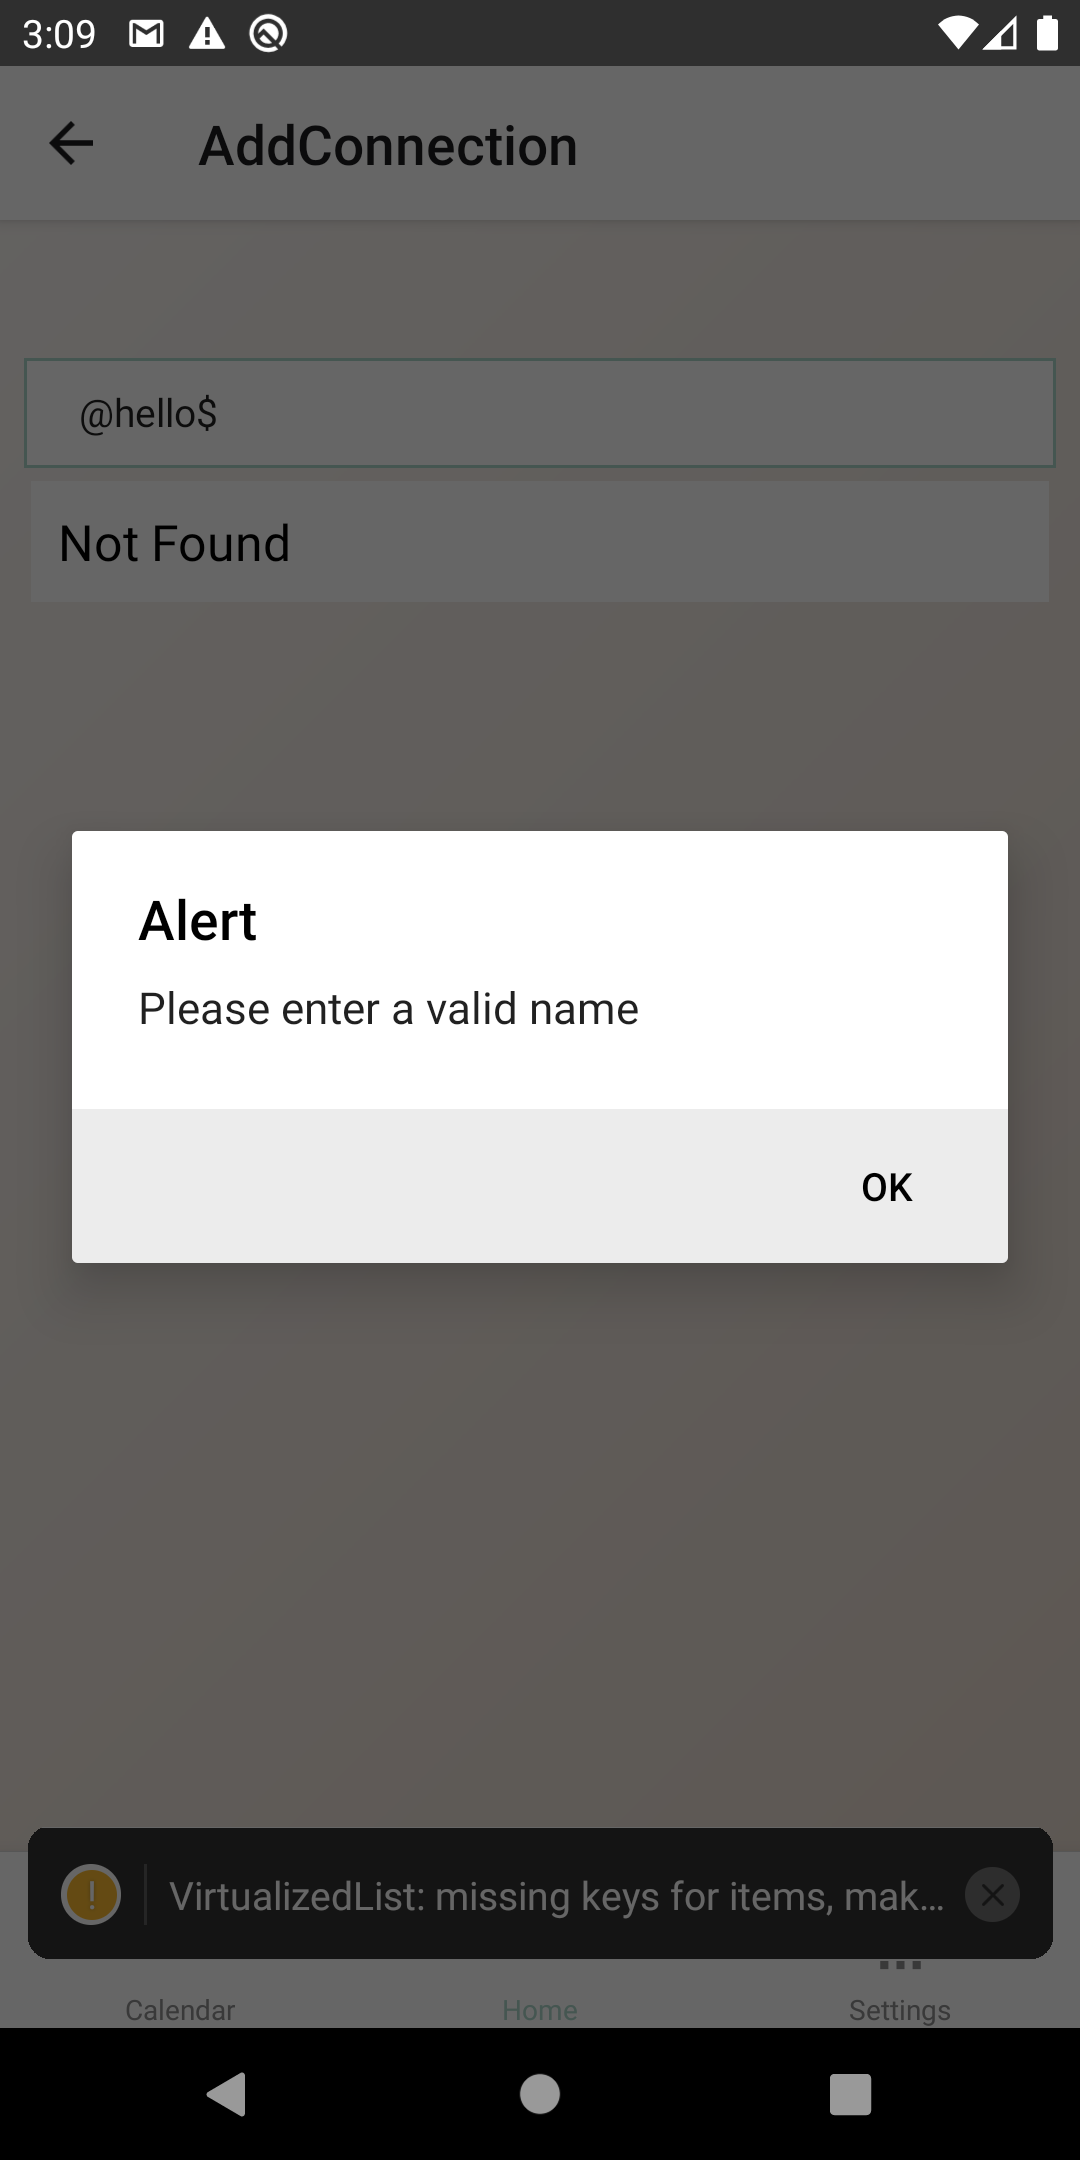 3:09
AddConnection
@hello$
Not Found
Alert
Please enter a valid name
OK
! VirtualizedList: missing keys for items, mak...
Calendar Home Settings